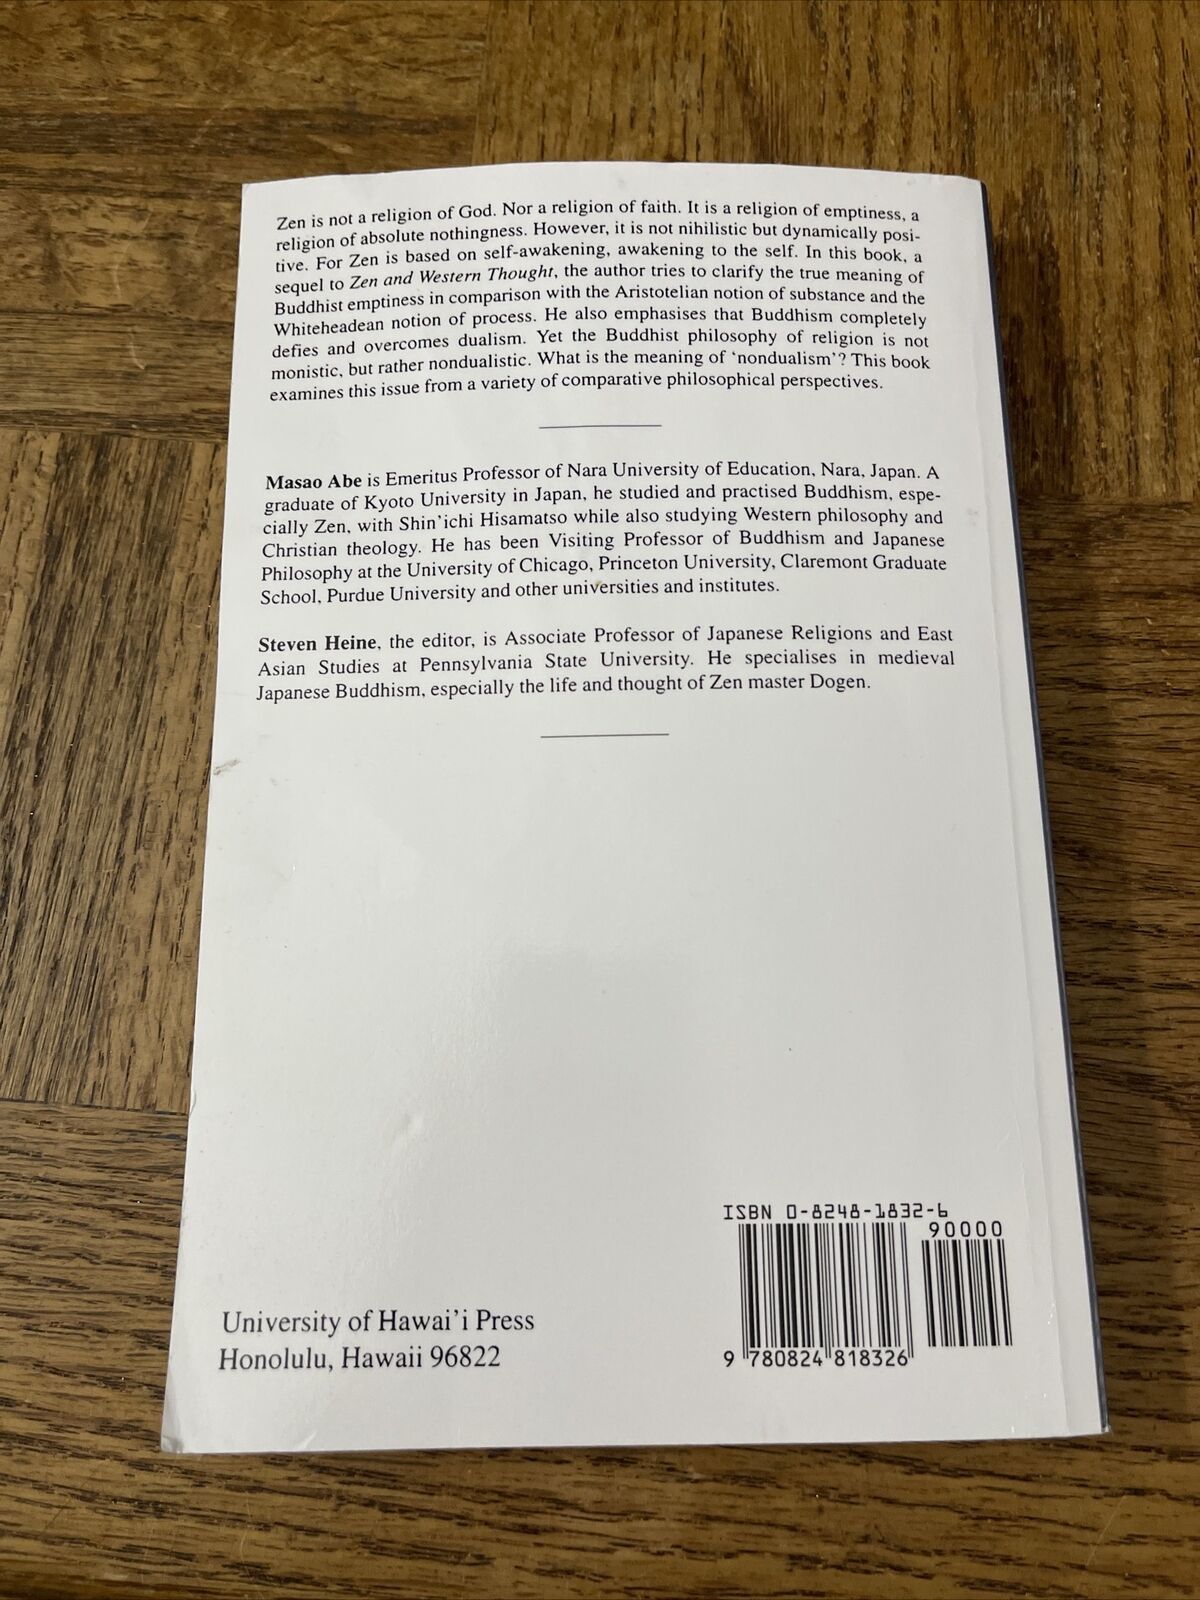 Zen is not a religion of God. Nor a religion of faith. It is a religion of emptiness, a
religion of absolute nothingness. However, it is not nihilistic but dynamically posi-
tive. For Zen is based on self-awakening, awakening to the self. In this book, a
sequel to Zen and Western Thought, the author tries to clarify the true meaning of
Buddhist emptiness in comparison with the Aristotelian notion of substance and the
Whiteheadean notion of process. He also emphasises that Buddhism completely
defies and overcomes dualism. Yet the Buddhist philosophy of religion is not
monistic, but rather nondualistic. What is the meaning of ‘nondualism’? This book
examines this issue from a variety of comparative philosophical perspectives.
Masao Abe is Emeritus Professor of Nara University of Education, Nara, Japan. A
graduate of Kyoto University in Japan, he studied and practised Buddhism, espe-
cially Zen, with Shin’ichi Hisamatso while also studying Western philosophy and
Christian theology. He has been Visiting Professor of Buddhism and Japanese
Philosophy at the University of Chicago, Princeton University, Claremont Graduate
School, Purdue University and other universities and institutes.
Steven Heine, the editor, is Associate Professor of Japanese Religions and East
Asian Studies at Pennsylvania State University. He specialises in medieval
Japanese Buddhism, especially the life and thought of Zen master Dogen.
ISBN 0-8248-1832-6
90000
9 780824 818326
University of Hawai’i Press
Honolulu, Hawaii 96822